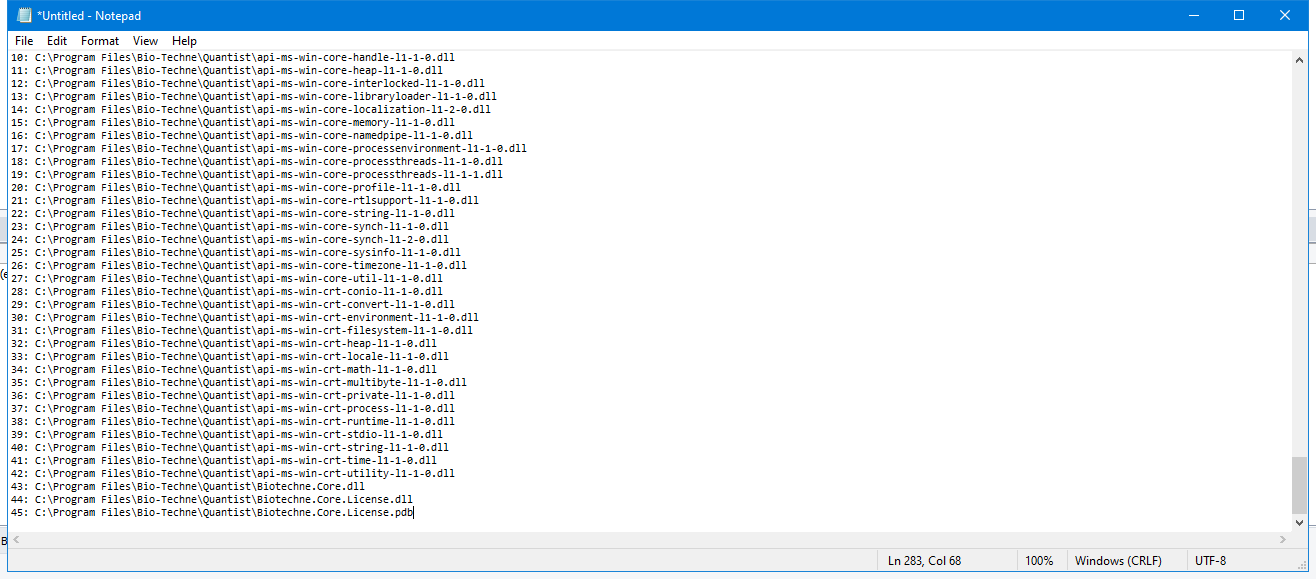 *Untitled - Notepad
File Edit Format View Help
10: C:\Program Files\Bio-Techne\Quantist\api-ms-win-core-handle-l1-1-0.dll
11: C:\Program Files\Bio-Techne\Quantist\api-ms-win-core-heap-l1-1-0.dll
12: C:\Program Files\Bio-Techne\Quantist\api-ms-win-core-interlocked-l1-1-0.dll
13: C:\Program Files\Bio-Techne\Quantist\api-ms-win-core-libraryloader-l1-1-0.dll
14: C:\Program Files\Bio-Techne\Quantist\api-ms-win-core-localization-l1-2-0.dll
15: C:\Program Files\Bio-Techne\Quantist\api-ms-win-core-memory-l1-1-0.dll
16: C:\Program Files\Bio-Techne\Quantist\api-ms-win-core-namedpipe-l1-1-0.dll
17: C:\Program Files\Bio-Techne\Quantist\api-ms-win-core-processenvironment-l1-1-0.dll
18: C:\Program Files\Bio-Techne\Quantist\api-ms-win-core-processthreads-l1-1-0.dll
19: C:\Program Files\Bio-Techne\Quantist\api-ms-win-core-processthreads-l1-1-1.dll
20: C:\Program Files\Bio-Techne\Quantist\api-ms-win-core-profile-l1-1-0.dll
21: C:\Program Files\Bio-Techne\Quantist\api-ms-win-core-rtlsupport-l1-1-0.dll
22: C:\Program Files\Bio-Techne\Quantist\api-ms-win-core-string-l1-1-0.dll
23: C:\Program Files\Bio-Techne\Quantist\api-ms-win-core-synch-l1-1-0.dll
24: C:\Program Files\Bio-Techne\Quantist\api-ms-win-core-synch-l1-2-0.dll
25: C:\Program Files\Bio-Techne\Quantist\api-ms-win-core-sysinfo-l1-1-0.dll
26: C:\Program Files\Bio-Techne\Quantist\api-ms-win-core-timezone-l1-1-0.dll
27: C:\Program Files\Bio-Techne\Quantist\api-ms-win-core-util-l1-1-0.dll
28: C:\Program Files\Bio-Techne\Quantist\api-ms-win-crt-conio-l1-1-0.dll
29: C:\Program Files\Bio-Techne\Quantist\api-ms-win-crt-convert-l1-1-0.dll
30: C:\Program Files\Bio-Techne\Quantist\api-ms-win-crt-environment-l1-1-0.dll
31: C:\Program Files\Bio-Techne\Quantist\api-ms-win-crt-filesystem-l1-1-0.dll
32: C:\Program Files\Bio-Techne\Quantist\api-ms-win-crt-heap-l1-1-0.dll
33: C:\Program Files\Bio-Techne\Quantist\api-ms-win-crt-locale-l1-1-0.dll
34: C:\Program Files\Bio-Techne\Quantist\api-ms-win-crt-math-l1-1-0.dll
35: C:\Program Files\Bio-Techne\Quantist\api-ms-win-crt-multibyte-l1-1-0.dll
36: C:\Program Files\Bio-Techne\Quantist\api-ms-win-crt-private-l1-1-0.dll
37: C:\Program Files\Bio-Techne\Quantist\api-ms-win-crt-process-l1-1-0.dll
38: C:\Program Files\Bio-Techne\Quantist\api-ms-win-crt-runtime-l1-1-0.dll
39: C:\Program Files\Bio-Techne\Quantist\api-ms-win-crt-stdio-l1-1-0.dll
40: C:\Program Files\Bio-Techne\Quantist\api-ms-win-crt-string-l1-1-0.dll
41: C:\Program Files\Bio-Techne\Quantist\api-ms-win-crt-time-l1-1-0.dll
42: C:\Program Files\Bio-Techne\Quantist\api-ms-win-crt-utility-l1-1-0.dll
43: C:\Program Files\Bio-Techne\Quantist\Biotechne.Core.dll
44: C:\Program Files\Bio-Techne\Quantist\Biotechne.Core.License.dll
45: C:\Program Files\Bio-Techne\Quantist\Biotechne.Core.License.pdb
Ln 283, Col 68 100% Windows (CRLF) UTF-8